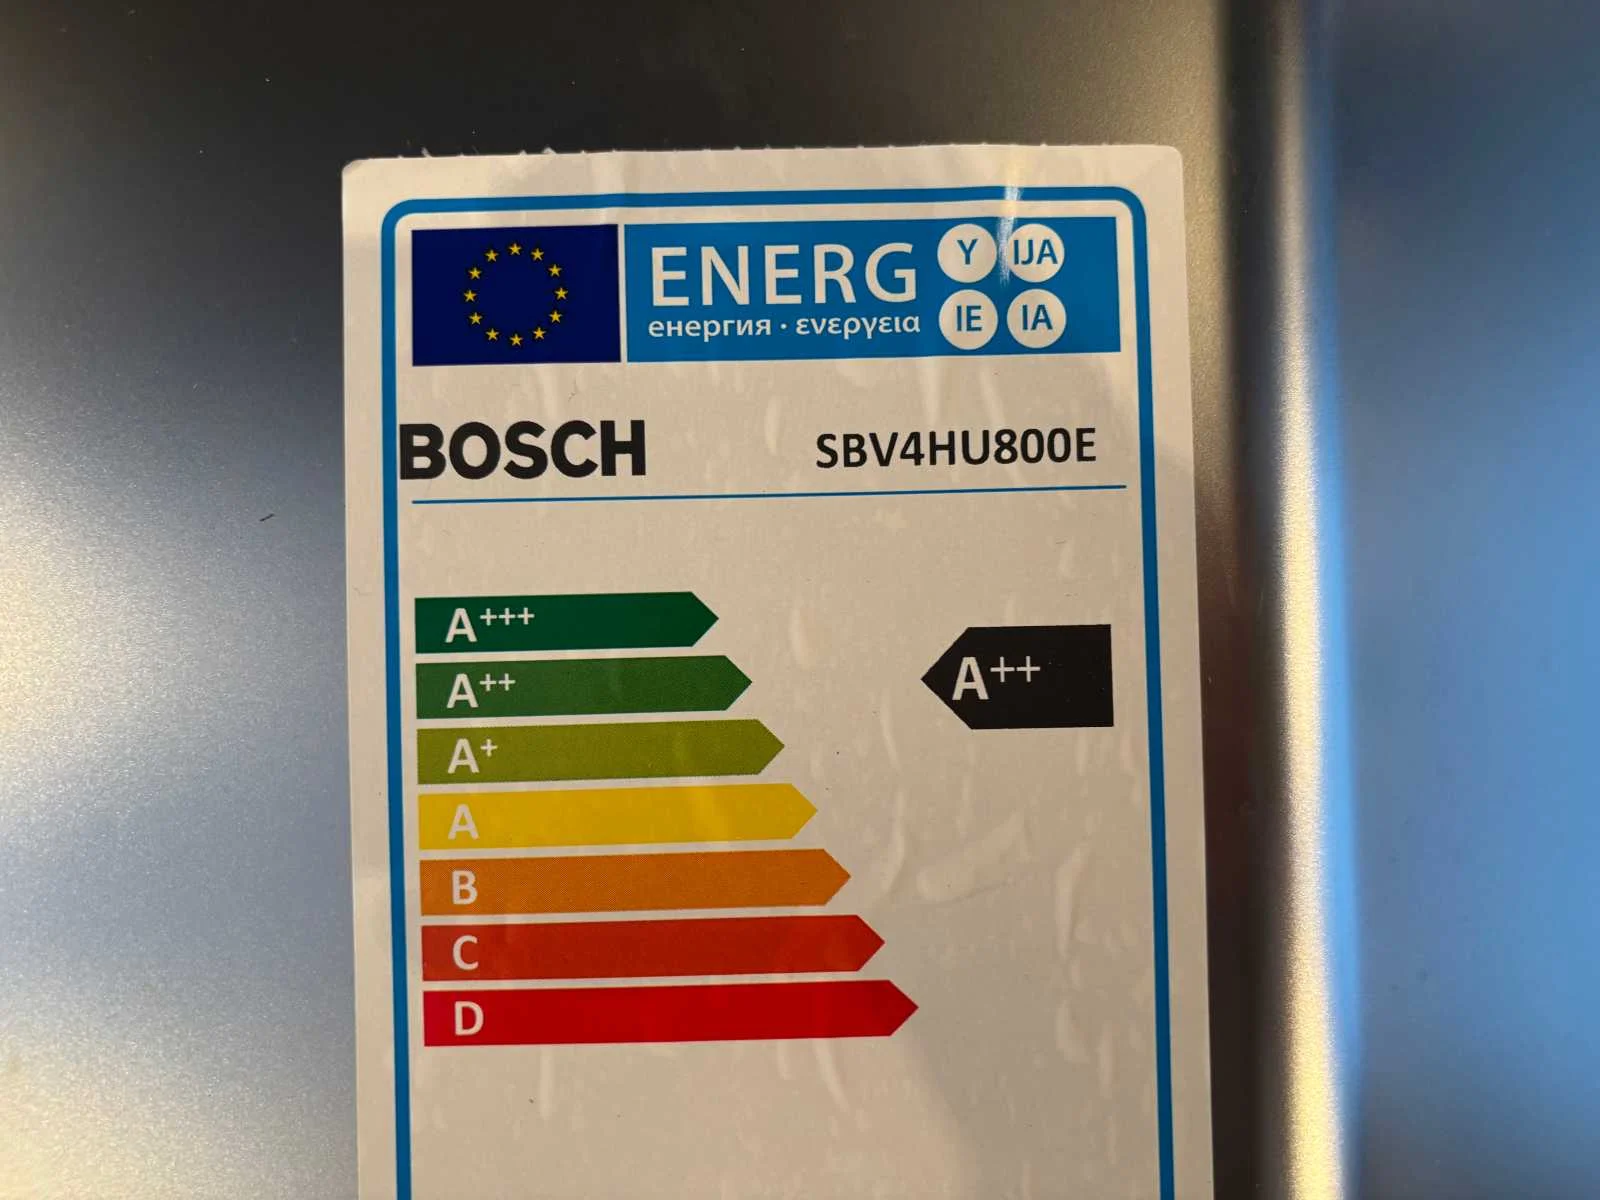 ENERG Y IJA
енергия · ενεργεια IE IA
BOSCH SBV4HU800E
A+++
A++
A++
A+
A
B
C
D